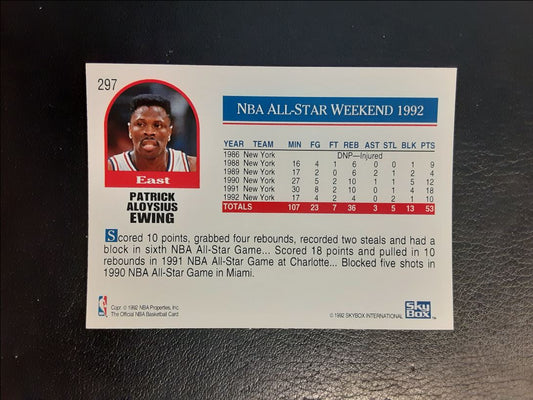 297
NBA ALL-STAR WEEKEND 1992
East
PATRICK
ALOYSIUS
EWING
YEAR TEAM MIN FG FT REB AST STL BLK PTS
1986 New York DNP—Injured
1988 New York 16 4 1 6 0 0 1 9
1989 New York 17 2 0 6 2 1 2 4
1990 New York 27 5 2 10 1 1 5 12
1991 New York 30 8 2 10 0 1 4 18
1992 New York 17 4 2 4 0 2 1 10
TOTALS 107 23 7 36 3 5 13 53
Scored 10 points, grabbed four rebounds, recorded two steals and had a
block in sixth NBA All-Star Game... Scored 18 points and pulled in 10
rebounds in 1991 NBA All-Star Game at Charlotte... Blocked five shots in
1990 NBA All-Star Game in Miami.
NBA
Copr. © 1992 NBA Properties, Inc
The Official NBA Basketball Card
© 1992 SKYBOX INTERNATIONAL
SkyBox™